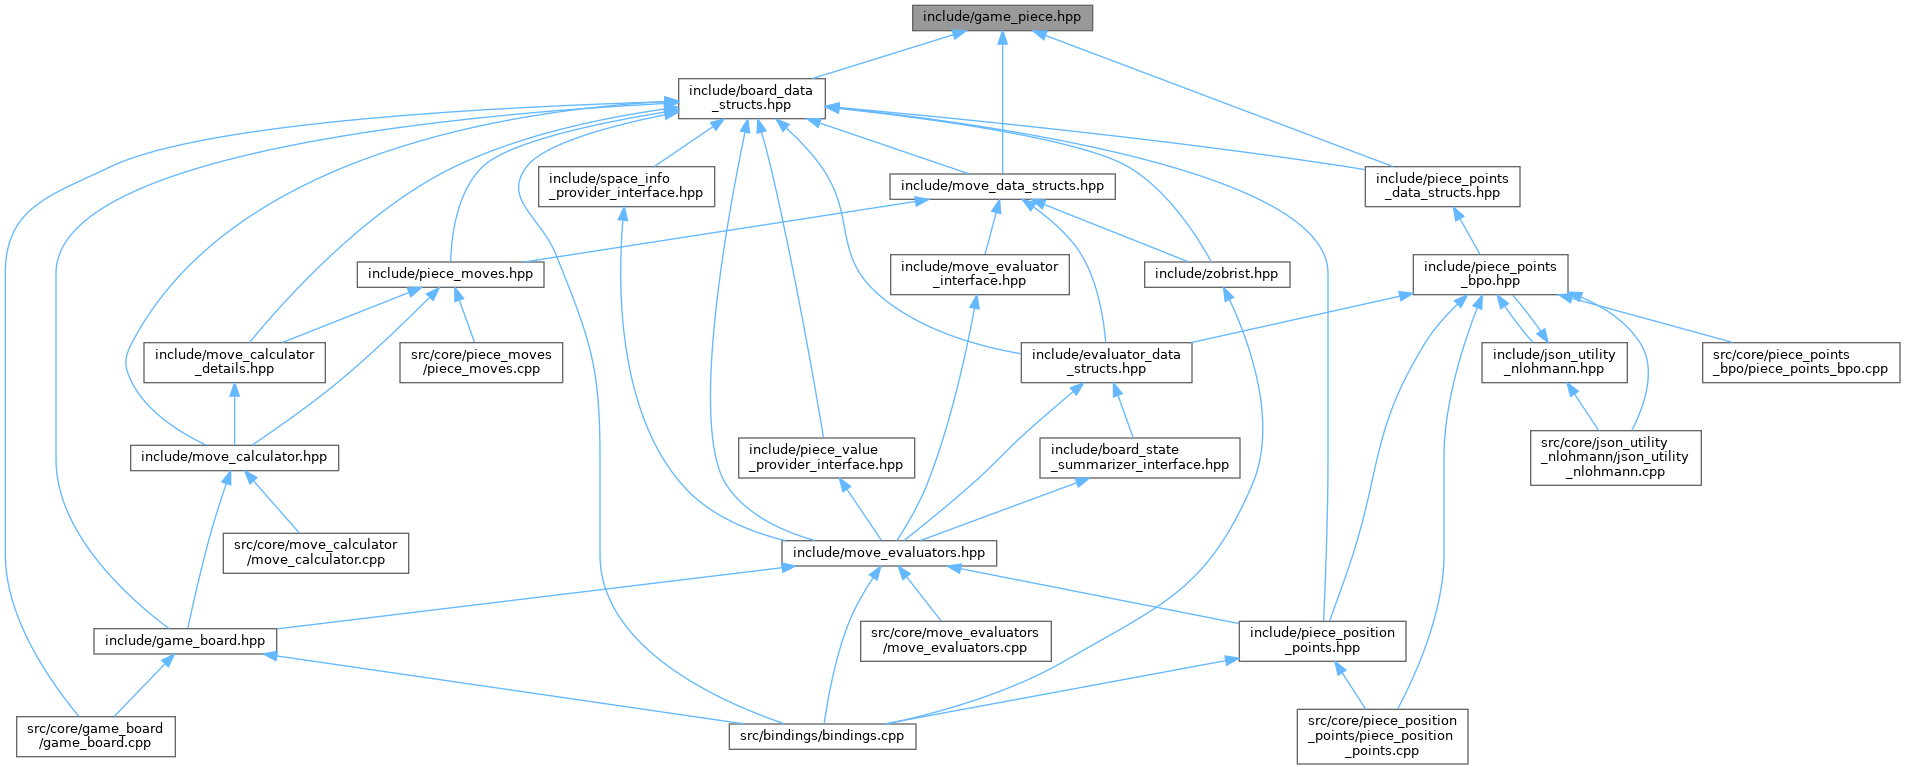 include/game_piece.hpp
include/board_data
_structs.hpp
include/space_info
_provider_interface.hpp
include/move_data_structs.hpp
include/piece_points
_data_structs.hpp
include/piece_moves.hpp
include/move_evaluator
_interface.hpp
include/zobrist.hpp
include/piece_points
_bpo.hpp
include/move_calculator
_details.hpp
src/core/piece_moves
/piece_moves.cpp
include/evaluator_data
_structs.hpp
include/json_utility
_nlohmann.hpp
src/core/piece_points
_bpo/piece_points_bpo.cpp
include/move_calculator.hpp
include/piece_value
_provider_interface.hpp
include/board_state
_summarizer_interface.hpp
src/core/json_utility
_nlohmann/json_utility
_nlohmann.cpp
src/core/move_calculator
/move_calculator.cpp
include/move_evaluators.hpp
include/game_board.hpp
src/core/move_evaluators
/move_evaluators.cpp
include/piece_position
_points.hpp
src/core/game_board
/game_board.cpp
src/bindings/bindings.cpp
src/core/piece_position
_points/piece_position
_points.cpp